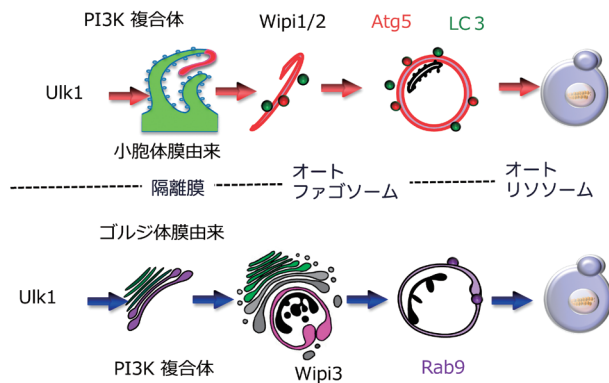 PI3K 複合体
Wipi1/2
Atg5
LC3
Ulk1
小胞体膜由来
隔離膜
オート
ファゴソーム
オート
リソソーム
ゴルジ体膜由来
Ulk1
PI3K 複合体
Wipi3
Rab9